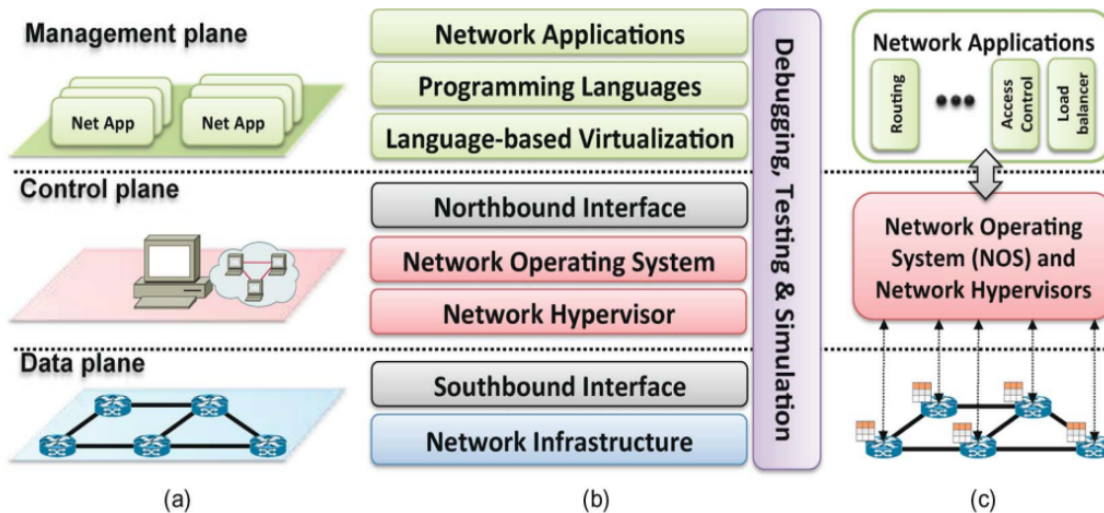 Management plane
Net App
Net App
Control plane
Data plane
(a)
Network Applications
Programming Languages
Language-based Virtualization
Northbound Interface
Network Operating System
Network Hypervisor
Southbound Interface
Network Infrastructure
Debugging, Testing & Simulation
(b)
Network Applications
Routing
Access
Control
Load
balancer
Network Operating
System (NOS) and
Network Hypervisors
(c)